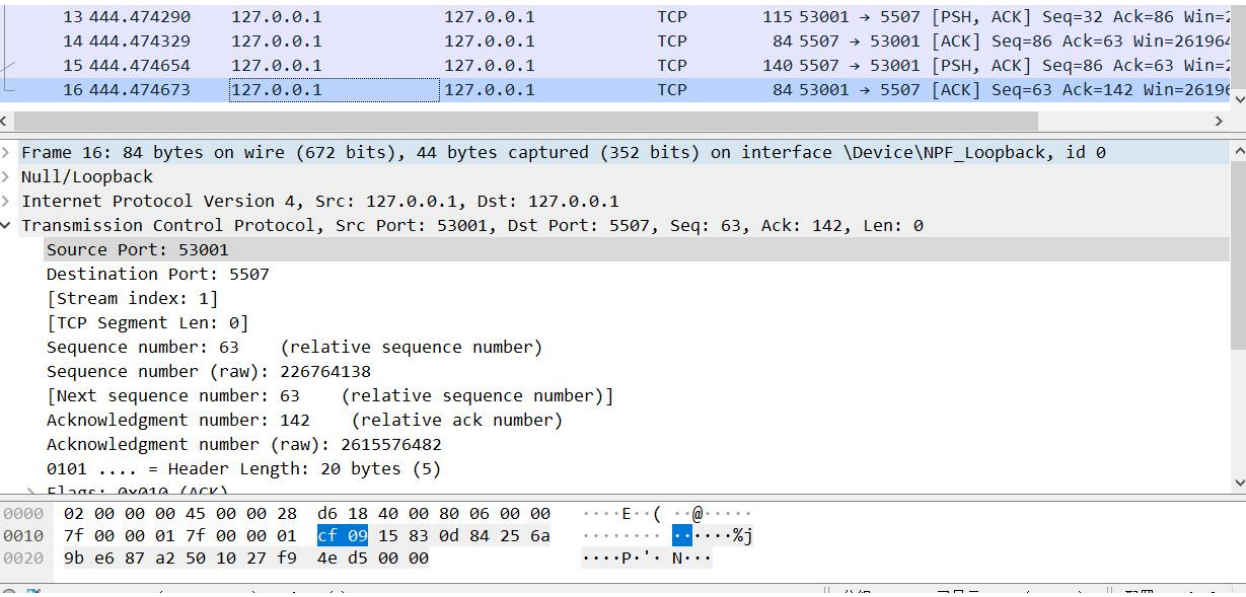 13 444.474290 127.0.0.1 127.0.0.1 TCP 115 53001 → 5507 [PSH, ACK] Seq=32 Ack=86 Win=2
14 444.474329 127.0.0.1 127.0.0.1 TCP 84 5507 → 53001 [ACK] Seq=86 Ack=63 Win=261964
15 444.474654 127.0.0.1 127.0.0.1 TCP 140 5507 → 53001 [PSH, ACK] Seq=86 Ack=63 Win=2
16 444.474673 127.0.0.1 127.0.0.1 TCP 84 53001 → 5507 [ACK] Seq=63 Ack=142 Win=26196
Frame 16: 84 bytes on wire (672 bits), 44 bytes captured (352 bits) on interface \Device\NPF_Loopback, id 0
Null/Loopback
Internet Protocol Version 4, Src: 127.0.0.1, Dst: 127.0.0.1
Transmission Control Protocol, Src Port: 53001, Dst Port: 5507, Seq: 63, Ack: 142, Len: 0
Source Port: 53001
Destination Port: 5507
[Stream index: 1]
[TCP Segment Len: 0]
Sequence number: 63 (relative sequence number)
Sequence number (raw): 226764138
[Next sequence number: 63 (relative sequence number)]
Acknowledgment number: 142 (relative ack number)
Acknowledgment number (raw): 2615576482
0101 .... = Header Length: 20 bytes (5)
Flags: 0x010 (ACK)
0000 02 00 00 00 45 00 00 28 d6 18 40 00 80 06 00 00 ····E··( ··@·····
0010 7f 00 00 01 7f 00 00 01 cf 09 15 83 0d 84 25 6a ········ ······%j
0020 9b e6 87 a2 50 10 27 f9 4e d5 00 00 ····P·'· N···